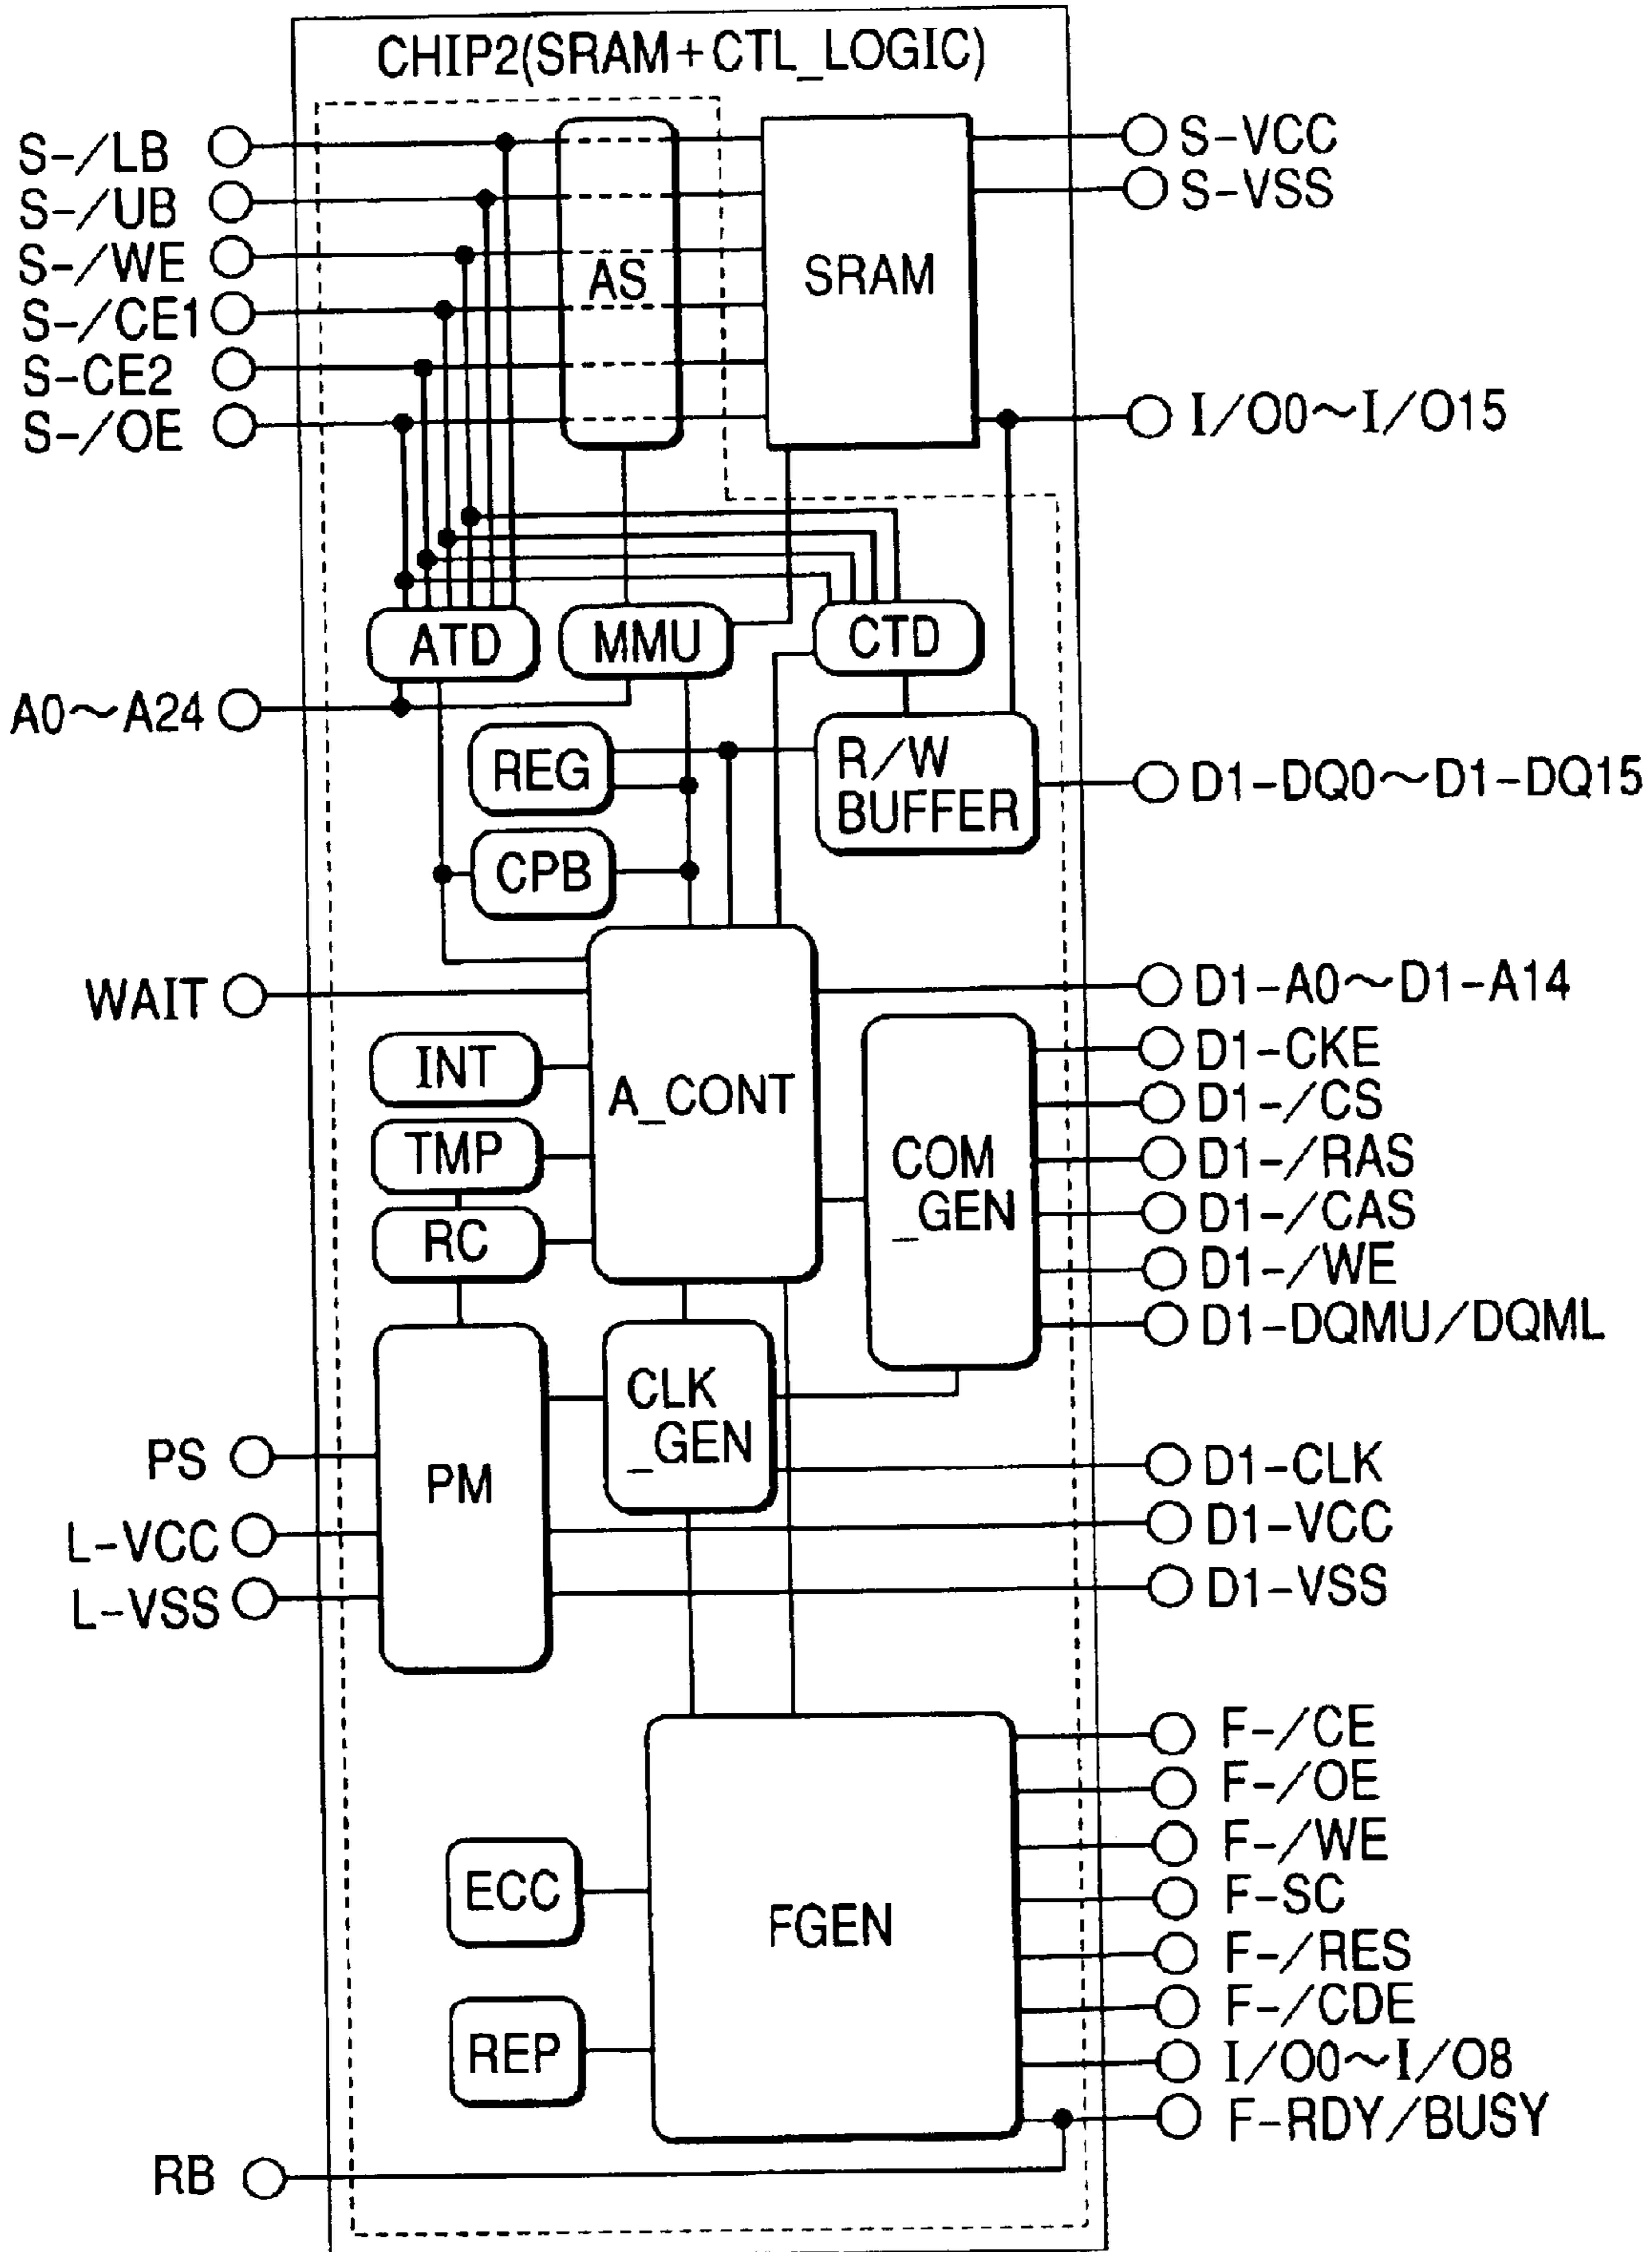 CHIP2(SRAM+CTL_LOGIC)
S-/LB
S-/UB
S-/WE
S-/CE1
S-CE2
S-/OE
AS
SRAM
S-VCC
S-VSS
I/O0~I/O15
ATD
MMU
CTD
A0~A24
REG
R/W
BUFFER
D1-DQ0~D1-DQ15
CPB
WAIT
A_CONT
D1-A0~D1-A14
INT
TMP
RC
COM
_GEN
D1-CKE
D1-/CS
D1-/RAS
D1-/CAS
D1-/WE
D1-DQMU/DQML
PS
L-VCC
L-VSS
PM
CLK
_GEN
D1-CLK
D1-VCC
D1-VSS
ECC
REP
FGEN
F-/CE
F-/OE
F-/WE
F-SC
F-/RES
F-/CDE
I/O0~I/O8
F-RDY/BUSY
RB